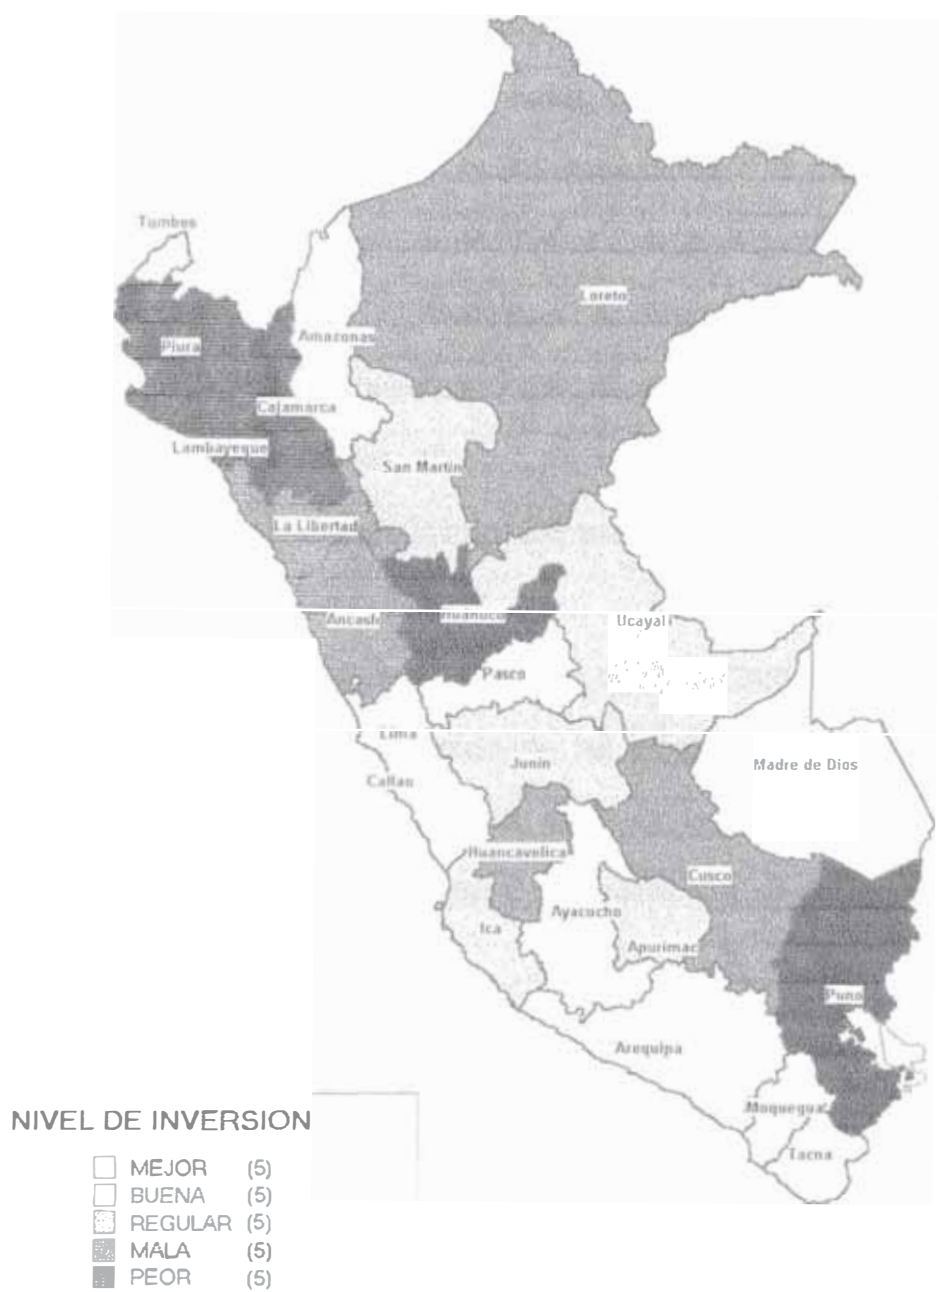 Tumbes
Loreto
Amazonas
Piura
Cajamarca
Lambayeque
San Martin
La Libertad
Ancash
Huanuco
Ucayali
Pasco
Lima
Junin
Madre de Dios
Callao
Huancavelica
Cusco
Ayacucho
Ica
Apurimac
Puno
Arequipa
Moquegua
Tacna
NIVEL DE INVERSION
MEJOR (5)
BUENA (5)
REGULAR (5)
MALA (5)
PEOR (5)